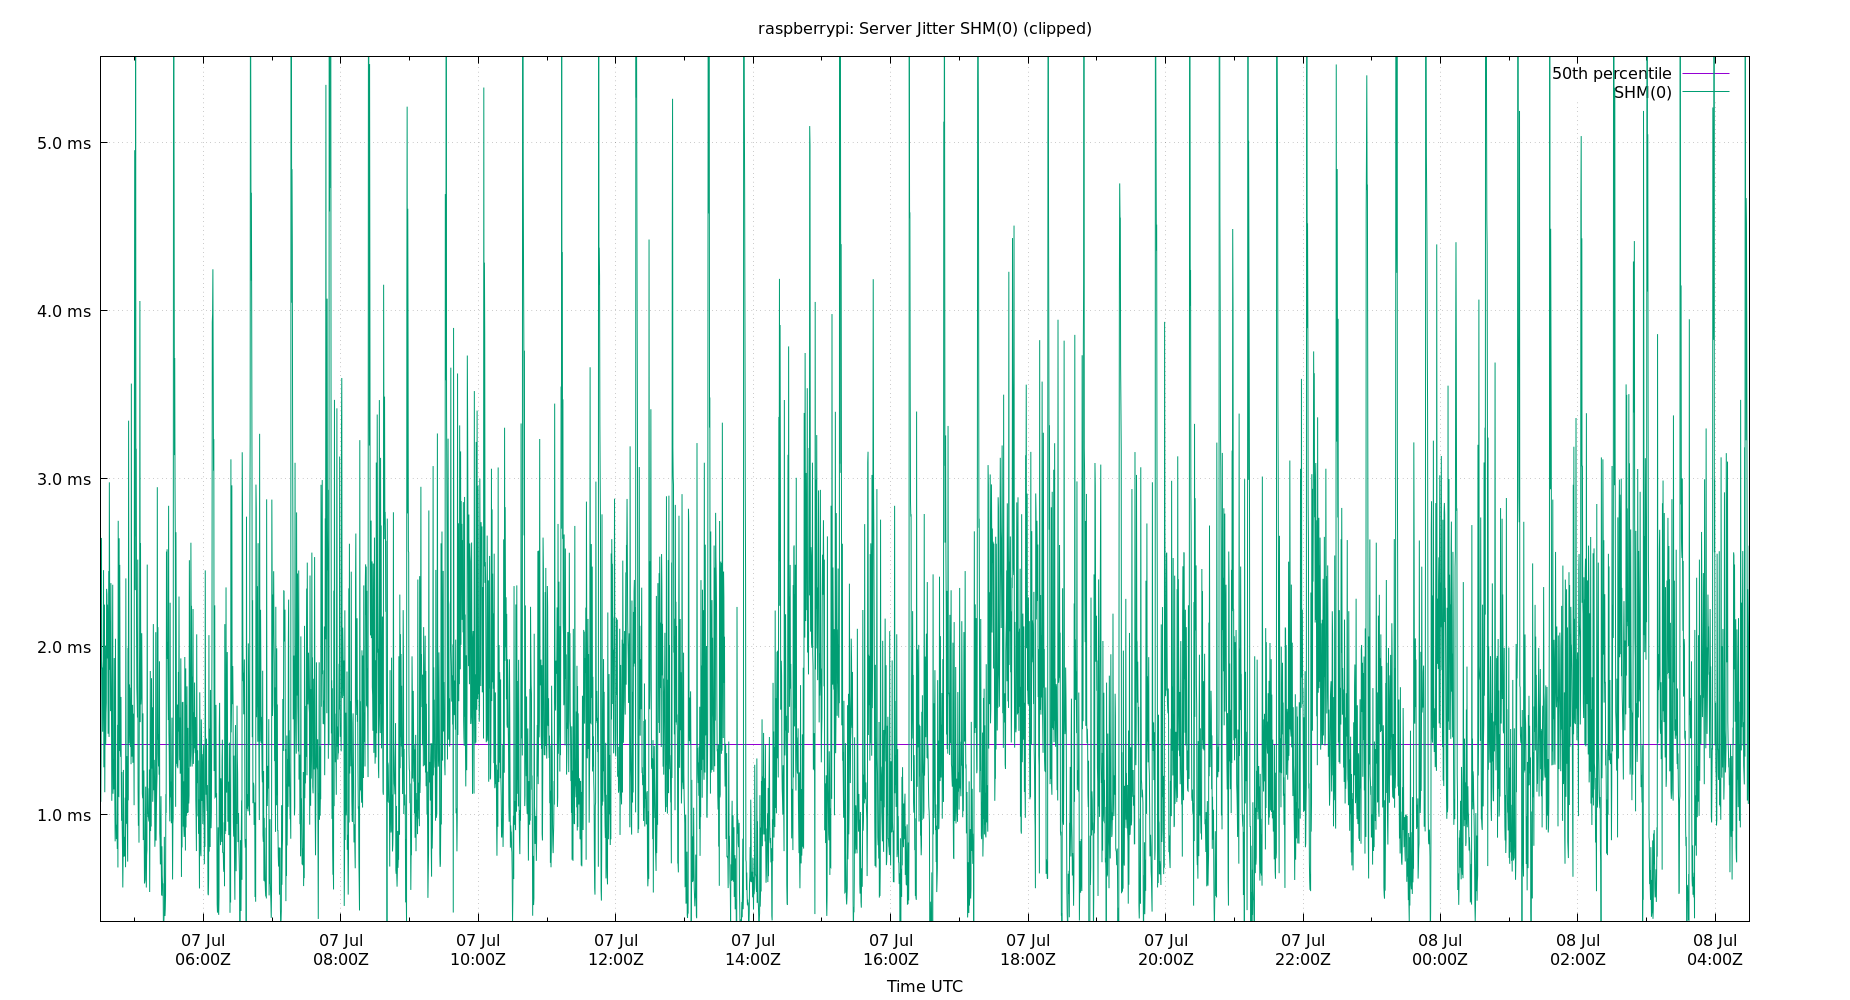 raspberrypi: Server Jitter SHM(0) (clipped)
50th percentile
SHM(0)
5.0 ms
4.0 ms
3.0 ms
2.0 ms
1.0 ms
07 Jul 07 Jul 07 Jul 07 Jul 07 Jul 07 Jul 07 Jul 07 Jul 07 Jul 08 Jul 08 Jul 08 Jul
06:00Z 08:00Z 10:00Z 12:00Z 14:00Z 16:00Z 18:00Z 20:00Z 22:00Z 00:00Z 02:00Z 04:00Z
Time UTC